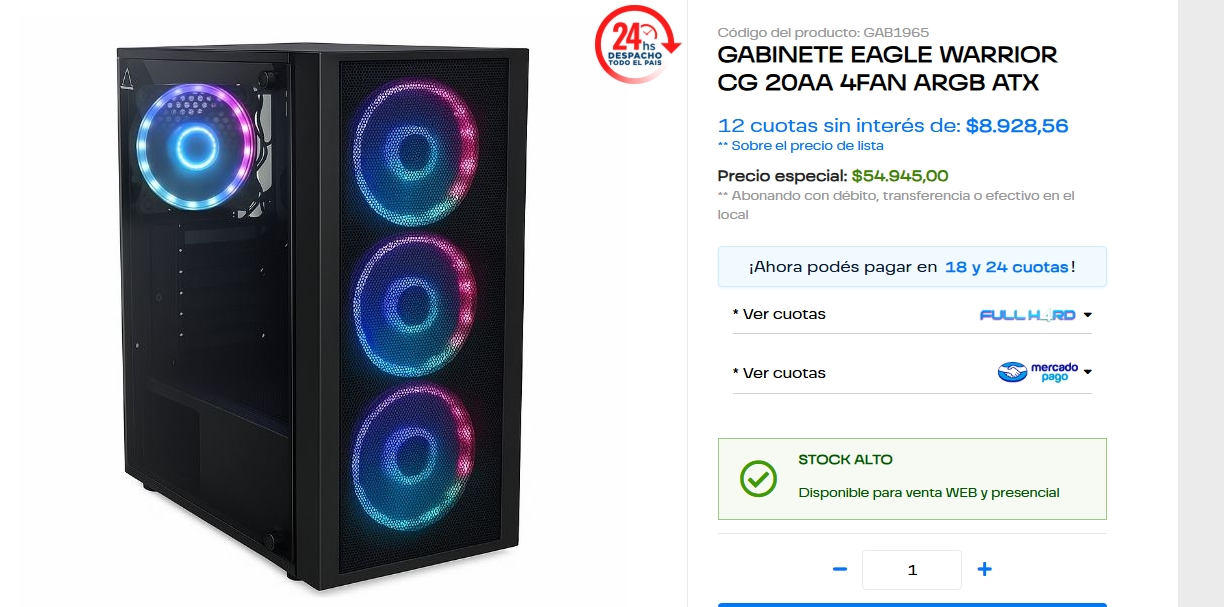 24hs
DESPACHO
TODO EL PAIS
Código del producto: GAB1965
GABINETE EAGLE WARRIOR
CG 20AA 4FAN ARGB ATX
12 cuotas sin interés de: $8.928,56
** Sobre el precio de lista
Precio especial: $54.945,00
** Abonando con débito, transferencia o efectivo en el
local
¡Ahora podés pagar en 18 y 24 cuotas!
* Ver cuotas FULL H4RD
* Ver cuotas mercado
pago
STOCK ALTO
Disponible para venta WEB y presencial
− 1 +